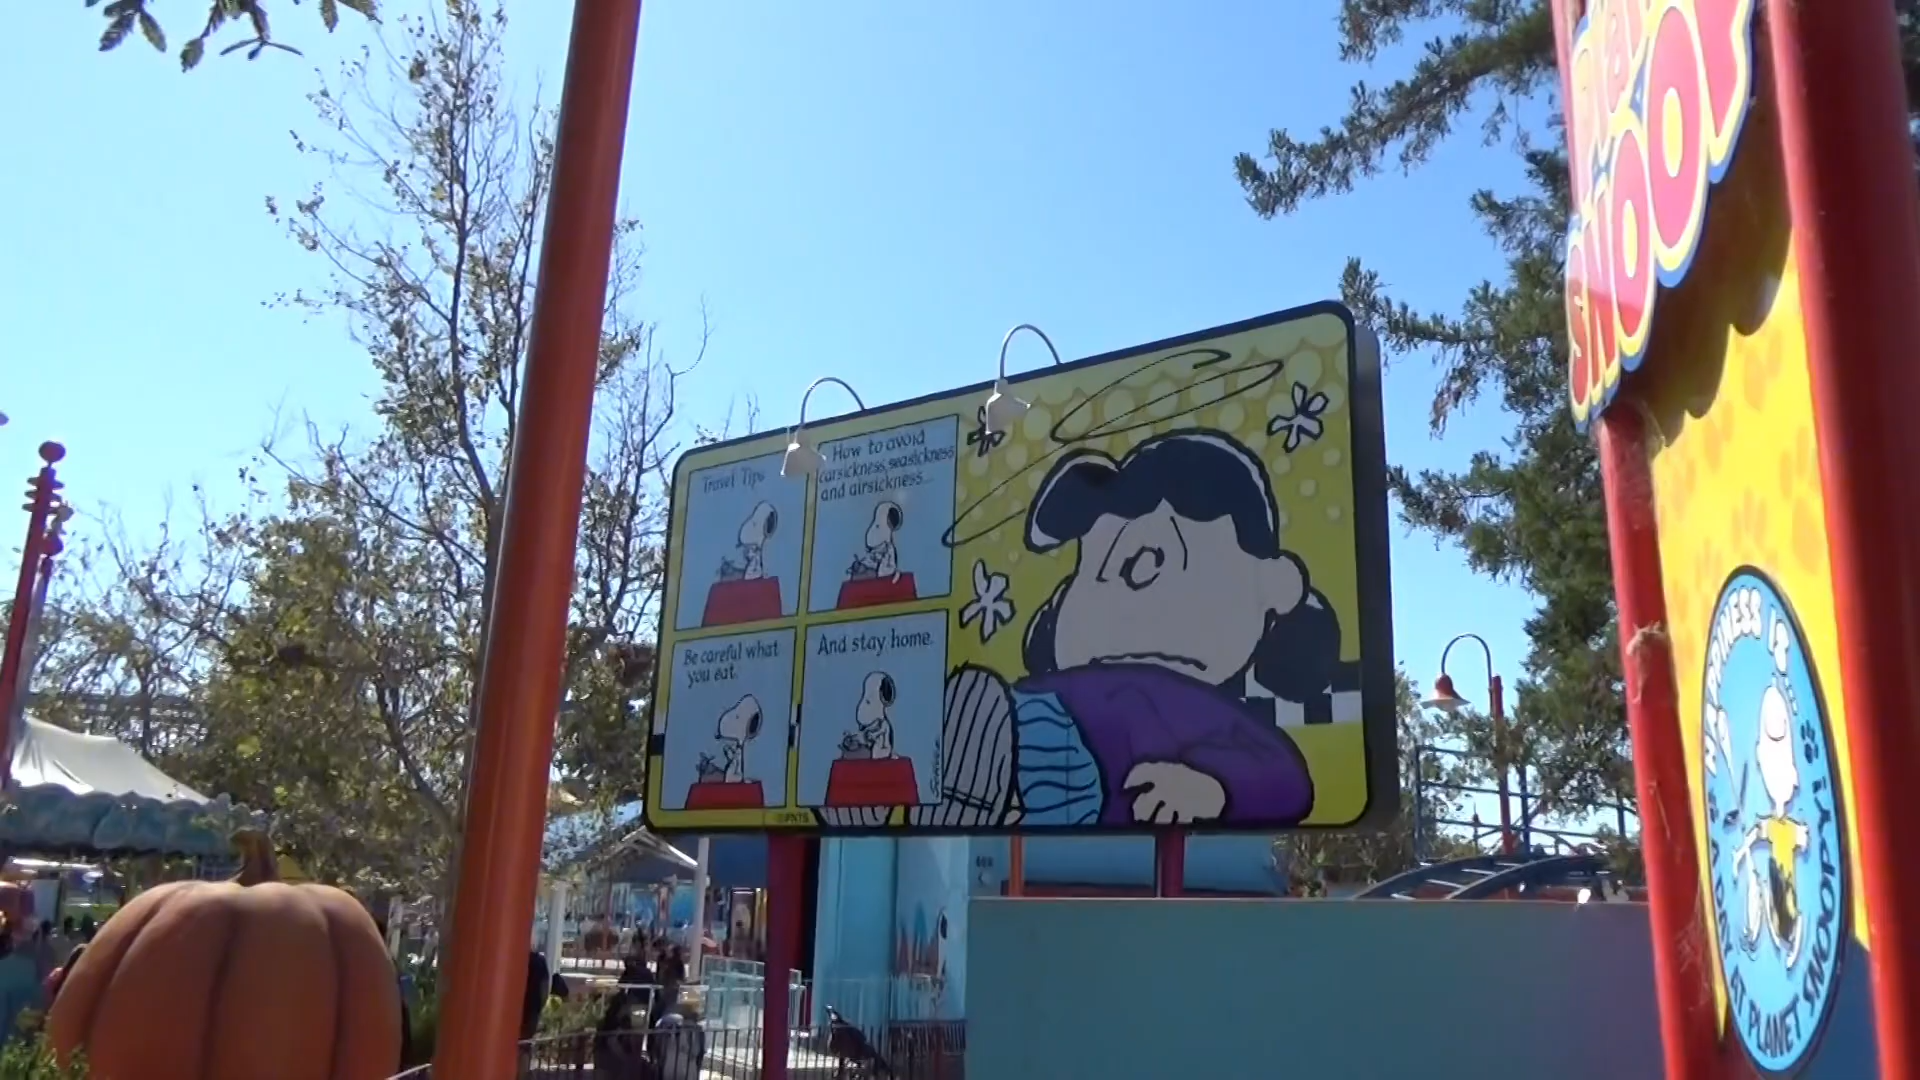 Travel Tips
How to avoid
carsickness, seasickness
and airsickness...
Be careful what
you eat.
And stay home.
SNOOPY
HAPPINESS IS
A DAY AT PLANET SNOOPY!